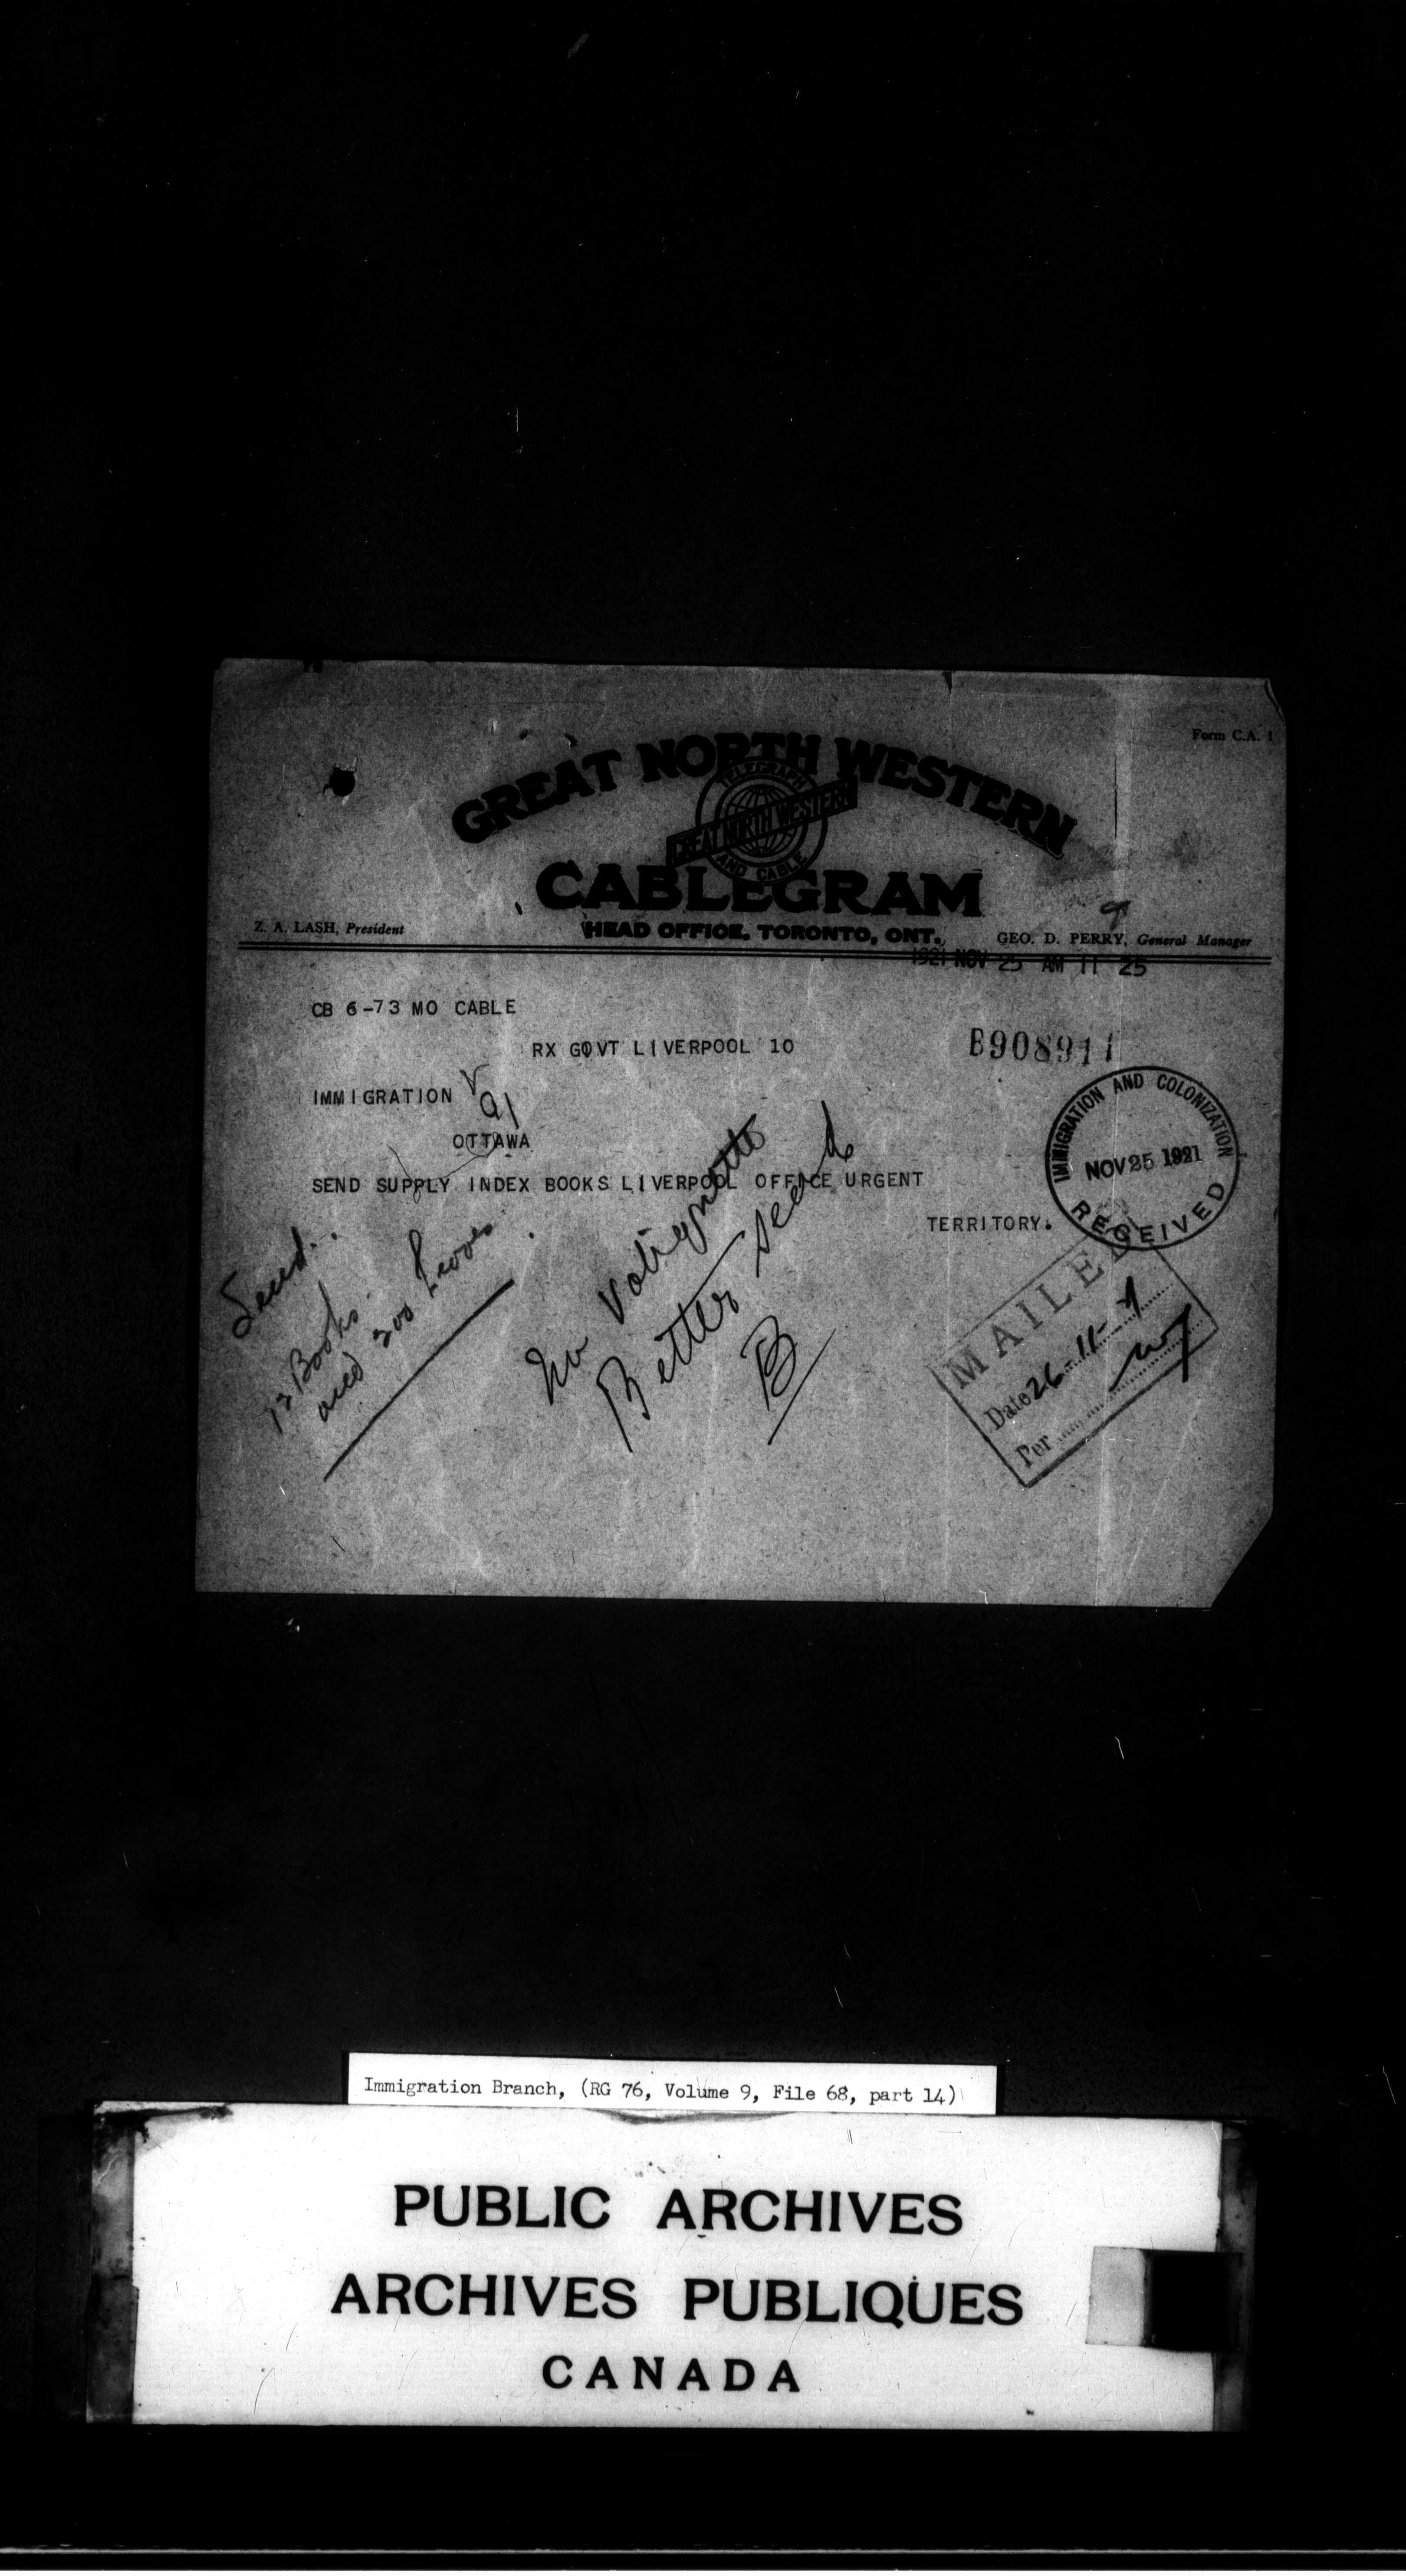 Form C.A. 1
GREAT NORTH WESTERN
TELEGRAPH
GREAT NORTH WESTERN
AND CABLE
CABLEGRAM
Z. A. LASH, President
HEAD OFFICE, TORONTO, ONT.
GEO. D. PERRY, General Manager
1921 NOV 25 AM 11 25
CB 6-73 MO CABLE
RX GOVT LIVERPOOL 10
B908911
IMMIGRATION
OTTAWA
IMMIGRATION AND COLONIZATION
NOV 25 1921
RECEIVED
SEND SUPPLY INDEX BOOKS LIVERPOOL OFFICE URGENT
TERRITORY.
Send
Books
and 200
Better send
B
MAILED
Date 26-11-
Per
Immigration Branch, (RG 76, Volume 9, File 68, part 14)
PUBLIC ARCHIVES
ARCHIVES PUBLIQUES
CANADA